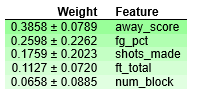 Weight Feature
0.3858 ± 0.0789 away_score
0.2598 ± 0.2262 fg_pct
0.1759 ± 0.2023 shots_made
0.1127 ± 0.0720 ft_total
0.0658 ± 0.0885 num_block